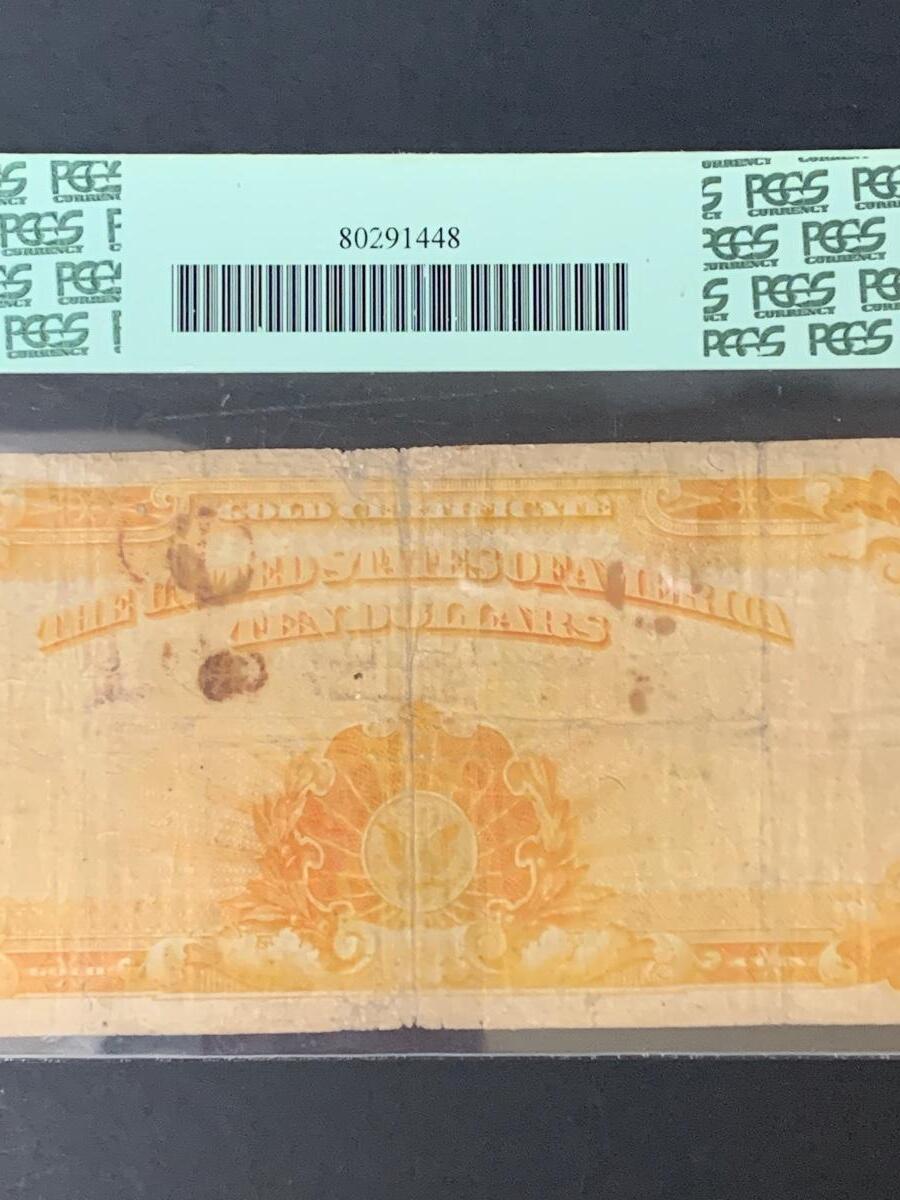 PCGS CURRENCY
80291448
GOLD CERTIFICATE
THE UNITED STATES OF AMERICA
TEN DOLLARS